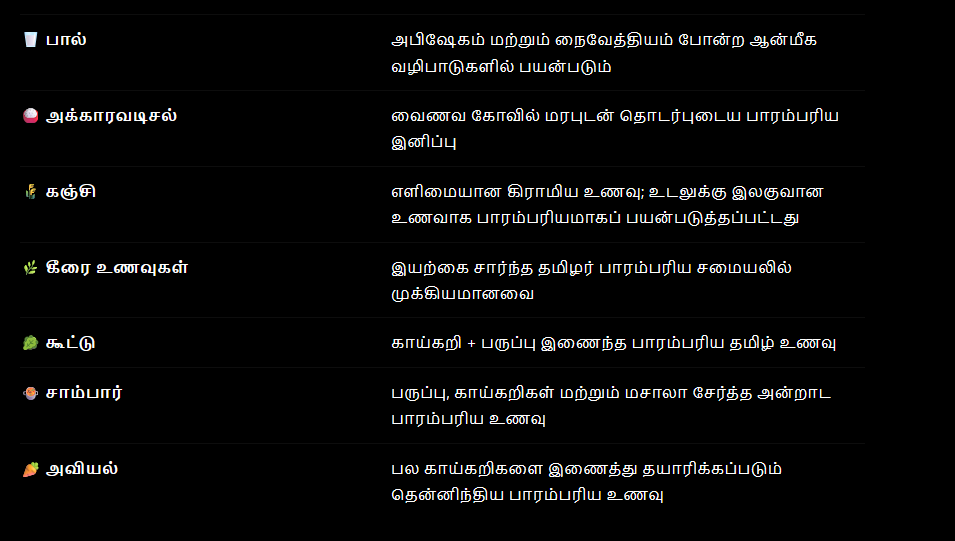 பால்
அபிஷேகம் மற்றும் நைவேத்தியம் போன்ற ஆன்மீக
வழிபாடுகளில் பயன்படும்
அக்காரவடிசல்
வைணவ கோவில் மரபுடன் தொடர்புடைய பாரம்பரிய
இனிப்பு
கஞ்சி
எளிமையான கிராமிய உணவு; உடலுக்கு இலகுவான
உணவாக பாரம்பரியமாகப் பயன்படுத்தப்பட்டது
கீரை உணவுகள்
இயற்கை சார்ந்த தமிழர் பாரம்பரிய சமையலில்
முக்கியமானவை
கூட்டு
காய்கறி + பருப்பு இணைந்த பாரம்பரிய தமிழ் உணவு
சாம்பார்
பருப்பு, காய்கறிகள் மற்றும் மசாலா சேர்த்த அன்றாட
பாரம்பரிய உணவு
அவியல்
பல காய்கறிகளை இணைத்து தயாரிக்கப்படும்
தென்னிந்திய பாரம்பரிய உணவு